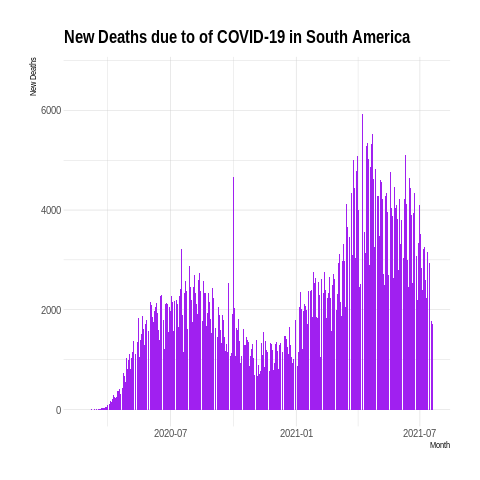 New Deaths due to of COVID-19 in South America
New Deaths
6000
4000
2000
0
2020-07
2021-01
2021-07
Month